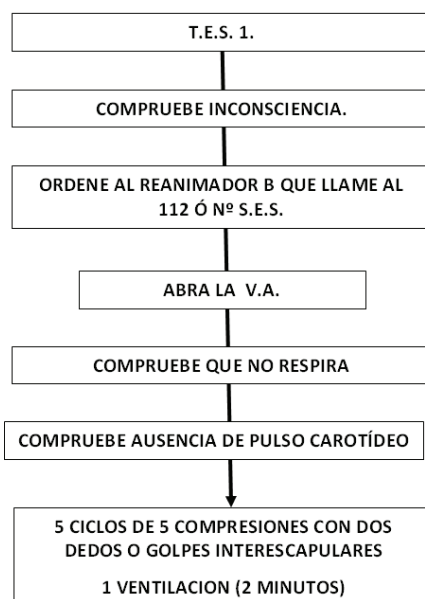 T.E.S. 1.
COMPRUEBE INCONSCIENCIA.
ORDENE AL REANIMADOR B QUE LLAME AL
112 Ó Nº S.E.S.
ABRA LA V.A.
COMPRUEBE QUE NO RESPIRA
COMPRUEBE AUSENCIA DE PULSO CAROTÍDEO
5 CICLOS DE 5 COMPRESIONES CON DOS
DEDOS O GOLPES INTERESCAPULARES
1 VENTILACION (2 MINUTOS)